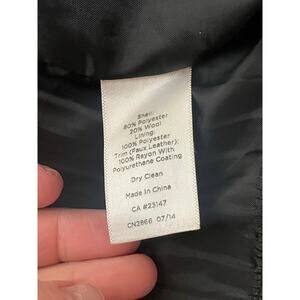 Shell:
80% Polyester
20% Wool
Lining:
100% Polyester
Trim (Faux Leather):
100% Rayon With
Polyurethane Coating
Dry Clean
Made In China
CA #23147
CN2866 07/14